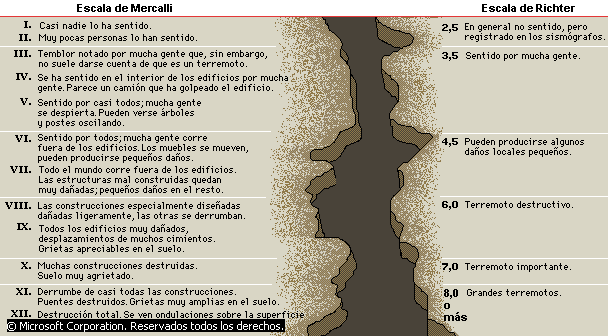 Escala de Mercalli
I. Casi nadie lo ha sentido.
II. Muy pocas personas lo han sentido.
III. Temblor notado por mucha gente que, sin embargo,
no suele darse cuenta de que es un terremoto.
IV. Se ha sentido en el interior de los edificios por mucha
gente. Parece un camión que ha golpeado el edificio.
V. Sentido por casi todos; mucha gente
se despierta. Pueden verse árboles
y postes oscilando.
VI. Sentido por todos; mucha gente corre
fuera de los edificios. Los muebles se mueven,
pueden producirse pequeños daños.
VII. Todo el mundo corre fuera de los edificios.
Las estructuras mal construidas quedan
muy dañadas; pequeños daños en el resto.
VIII. Las construcciones especialmente diseñadas
dañadas ligeramente, las otras se derrumban.
IX. Todos los edificios muy dañados,
desplazamientos de muchos cimientos.
Grietas apreciables en el suelo.
X. Muchas construcciones destruidas.
Suelo muy agrietado.
XI. Derrumbe de casi todas las construcciones.
Puentes destruidos. Grietas muy amplias en el suelo.
XII. Destrucción total. Se ven ondulaciones sobre la superficie
© Microsoft Corporation. Reservados todos los derechos.
Escala de Richter
2,5 En general no sentido, pero
registrado en los sismógrafos.
3,5 Sentido por mucha gente.
4,5 Pueden producirse algunos
daños locales pequeños.
6,0 Terremoto destructivo.
7,0 Terremoto importante.
8,0 Grandes terremotos.
o
más